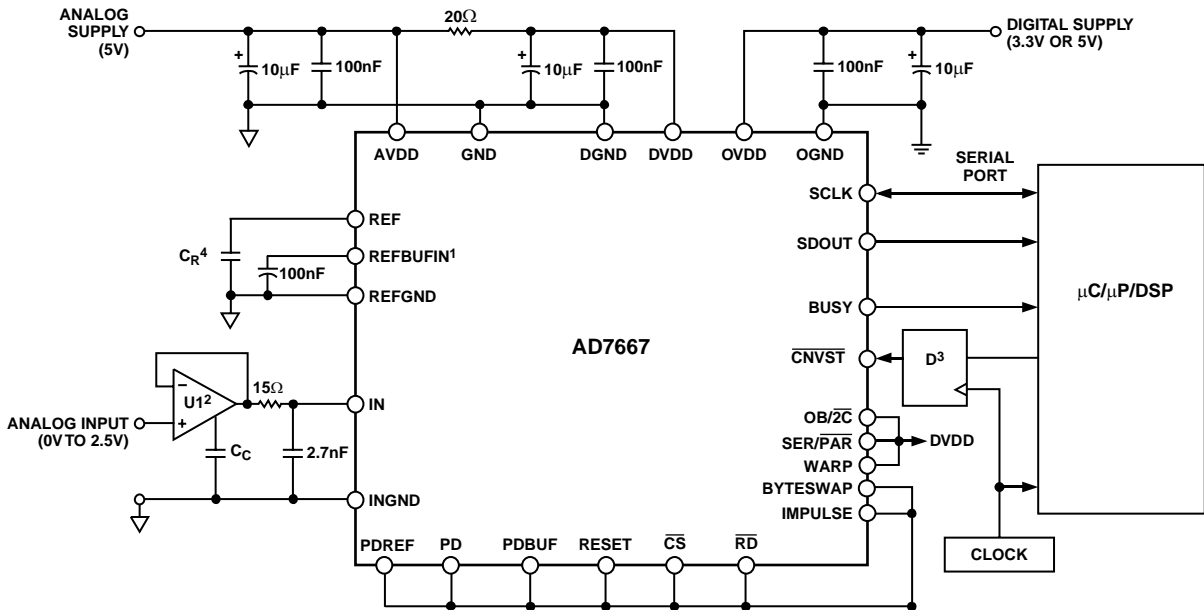 ANALOG
SUPPLY
(5V)
20Ω
DIGITAL SUPPLY
(3.3V OR 5V)
+
10μF
100nF
+
10μF
100nF
100nF
+
10μF
AVDD
GND
DGND
DVDD
OVDD
OGND
SERIAL
PORT
SCLK
REF
SDOUT
CR4
REFBUFIN1
100nF
REFGND
BUSY
μC/μP/DSP
AD7667
CNVST
D3
−
U12
+
15Ω
IN
ANALOG INPUT
(0V TO 2.5V)
CC
2.7nF
OB/2C
SER/PAR
DVDD
WARP
BYTESWAP
INGND
IMPULSE
PDREF
PD
PDBUF
RESET
CS
RD
CLOCK